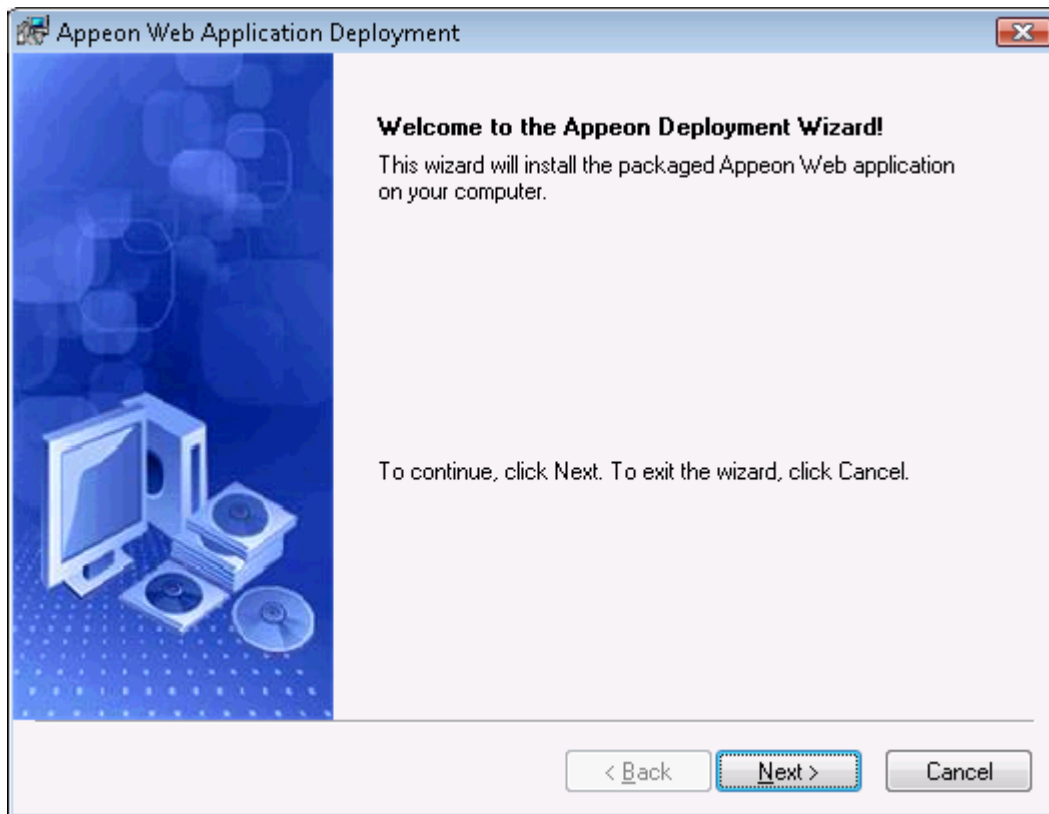 Appeon Web Application Deployment
Welcome to the Appeon Deployment Wizard!
This wizard will install the packaged Appeon Web application
on your computer.
To continue, click Next. To exit the wizard, click Cancel.
< Back Next > Cancel